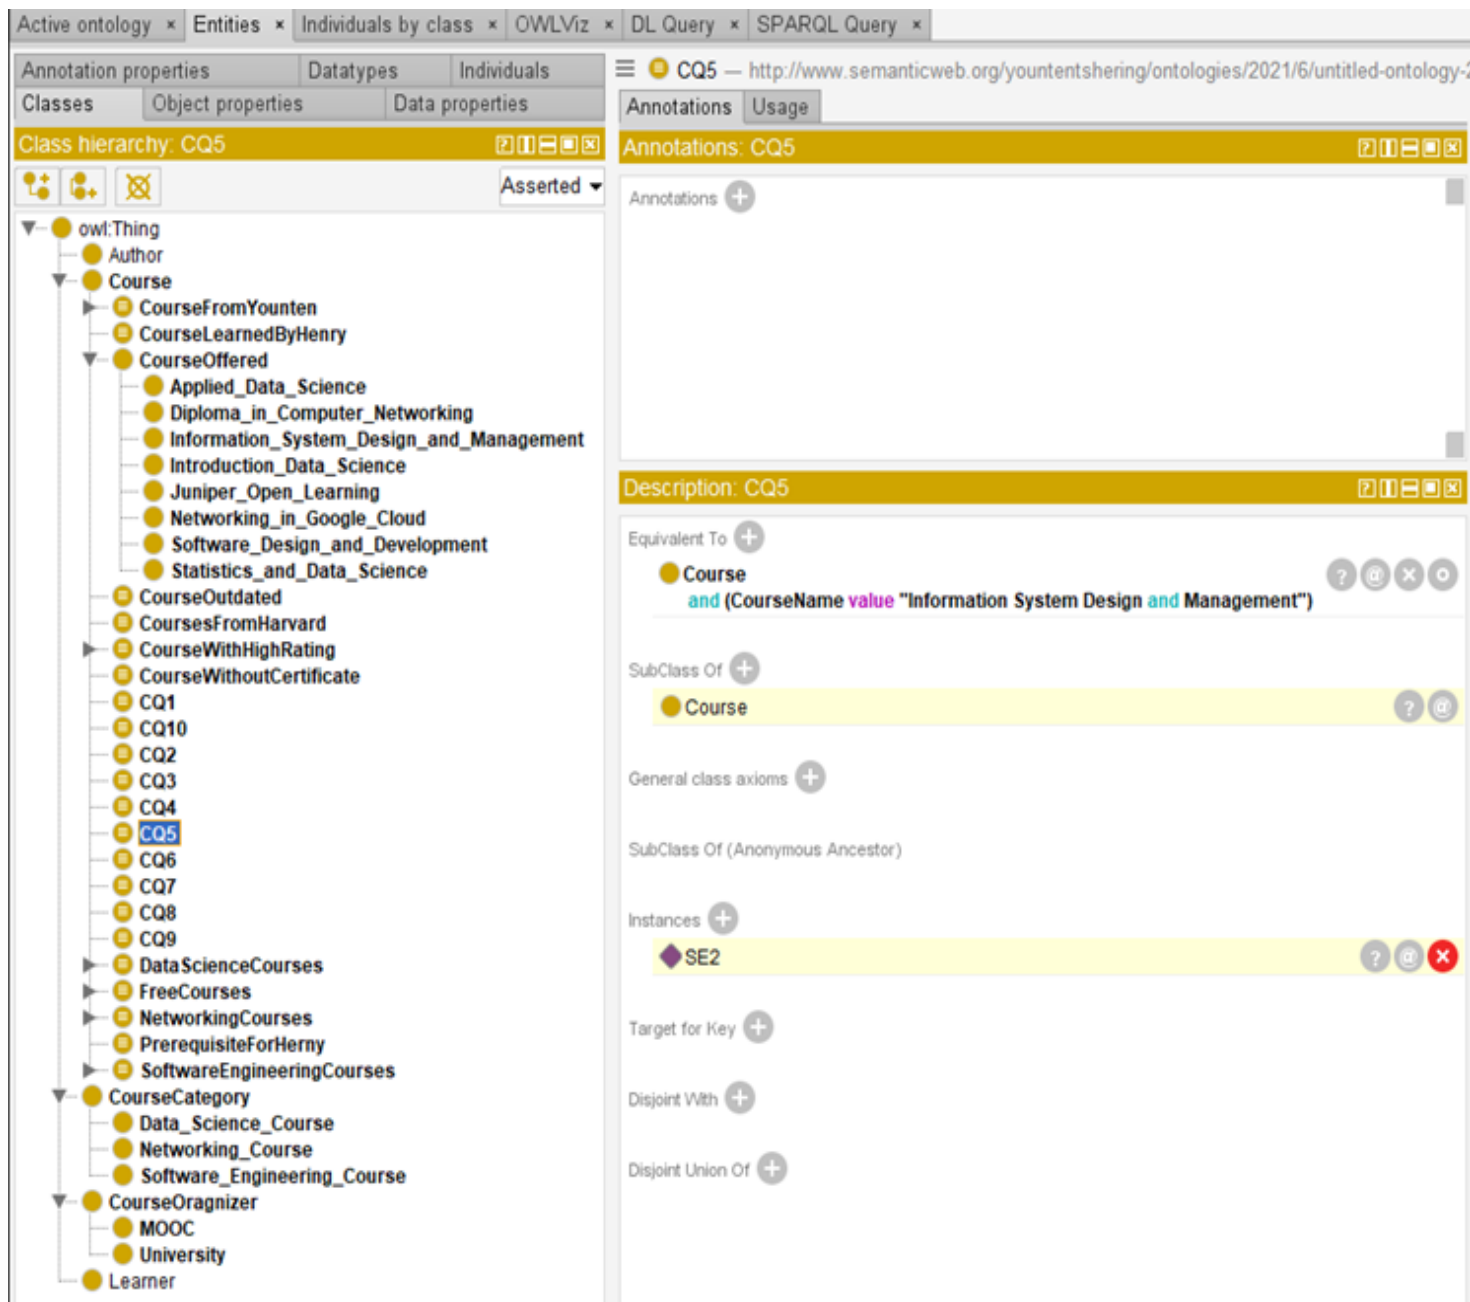 Active ontology × Entities × Individuals by class × OWLViz × DL Query × SPARQL Query ×
Annotation properties Datatypes Individuals
Classes Object properties Data properties
Class hierarchy: CQ5
Asserted
owl:Thing
Author
Course
CourseFromYounten
CourseLearnedByHenry
CourseOffered
Applied_Data_Science
Diploma_in_Computer_Networking
Information_System_Design_and_Management
Introduction_Data_Science
Juniper_Open_Learning
Networking_in_Google_Cloud
Software_Design_and_Development
Statistics_and_Data_Science
CourseOutdated
CoursesFromHarvard
CourseWithHighRating
CourseWithoutCertificate
CQ1
CQ10
CQ2
CQ3
CQ4
CQ5
CQ6
CQ7
CQ8
CQ9
DataScienceCourses
FreeCourses
NetworkingCourses
PrerequisiteForHerny
SoftwareEngineeringCourses
CourseCategory
Data_Science_Course
Networking_Course
Software_Engineering_Course
CourseOragnizer
MOOC
University
Learner
CQ5 — http://www.semanticweb.org/yountentshering/ontologies/2021/6/untitled-ontology-2
Annotations Usage
Annotations: CQ5
Annotations
Description: CQ5
Equivalent To
Course
and (CourseName value "Information System Design and Management")
SubClass Of
Course
General class axioms
SubClass Of (Anonymous Ancestor)
Instances
SE2
Target for Key
Disjoint With
Disjoint Union Of